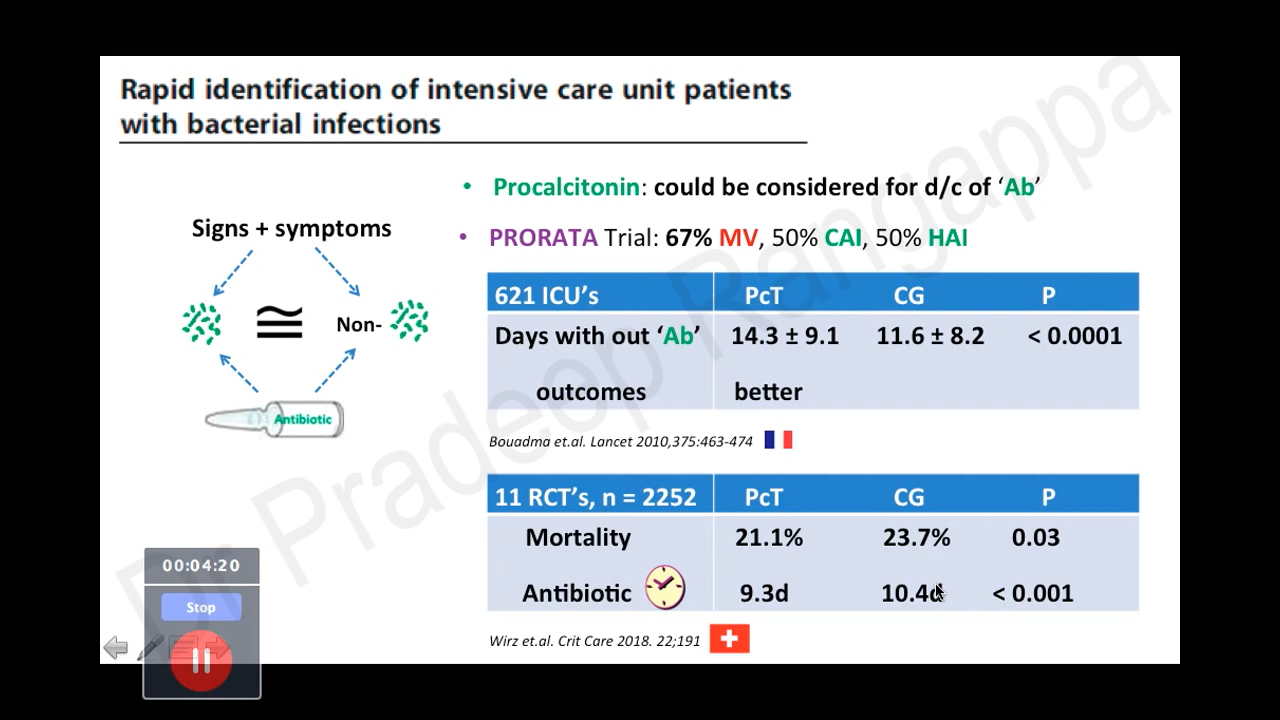 Rapid identification of intensive care unit patients
with bacterial infections
Signs + symptoms
Non-
Antibiotic
• Procalcitonin: could be considered for d/c of ‘Ab’
• PRORATA Trial: 67% MV, 50% CAI, 50% HAI
621 ICU’s PcT CG P
Days with out ‘Ab’ 14.3 ± 9.1 11.6 ± 8.2 < 0.0001
outcomes better
Bouadma et.al. Lancet 2010,375:463-474
11 RCT’s, n = 2252 PcT CG P
Mortality 21.1% 23.7% 0.03
Antibiotic 9.3d 10.4d < 0.001
Wirz et.al. Crit Care 2018. 22;191
Dr Pradeep Rangappa
00:04:20
Stop